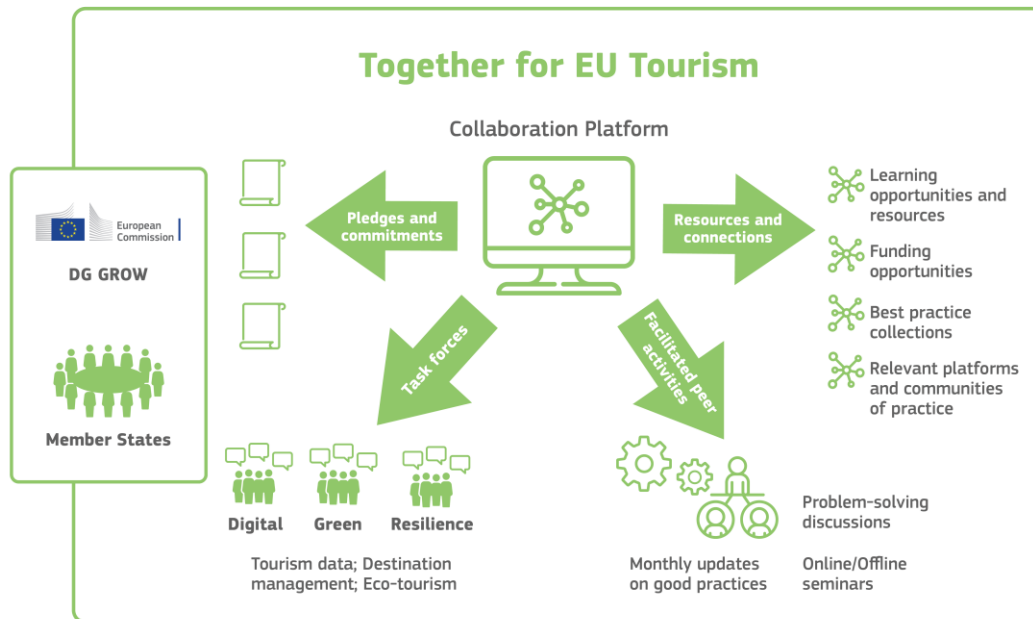 Together for EU Tourism
Collaboration Platform
European
Commission
DG GROW
Member States
Pledges and
commitments
Resources and
connections
Learning
opportunities and
resources
Funding
opportunities
Best practice
collections
Relevant platforms
and communities
of practice
Task forces
Facilitated peer
activities
Digital
Green
Resilience
Tourism data; Destination
management; Eco-tourism
Problem-solving
discussions
Monthly updates
on good practices
Online/Offline
seminars